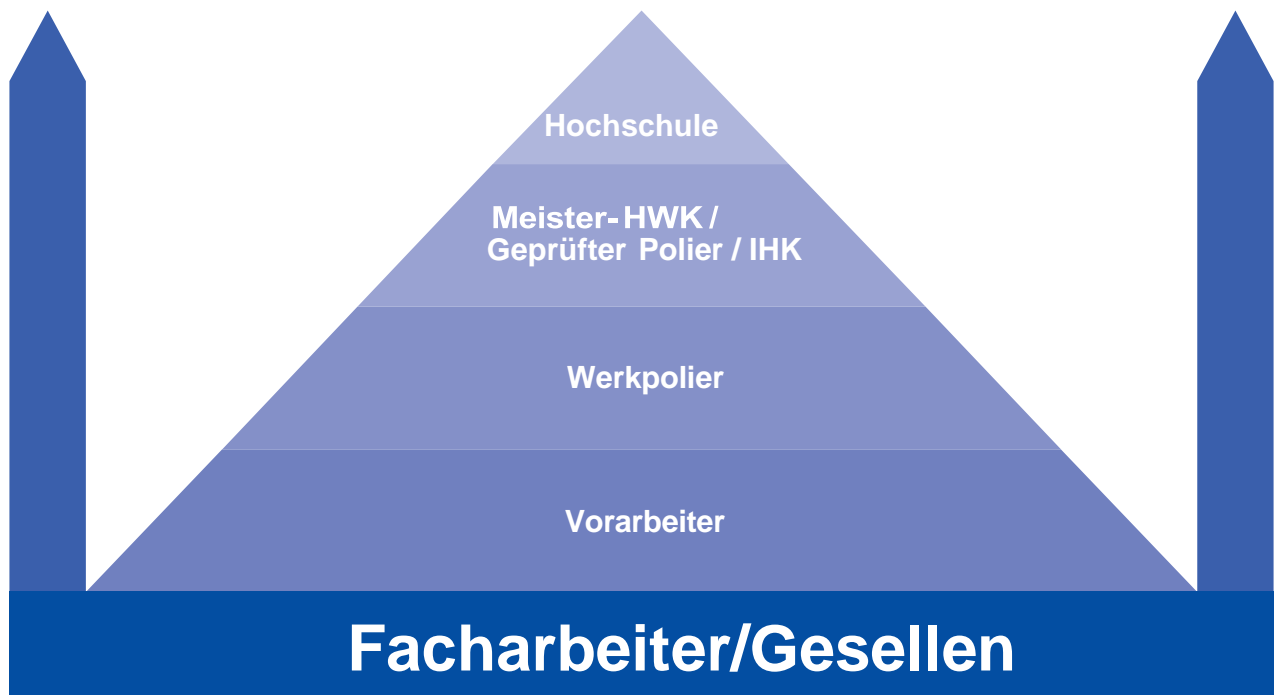 Hochschule
Meister-HWK /
Geprüfter Polier / IHK
Werkpolier
Vorarbeiter
Facharbeiter/Gesellen